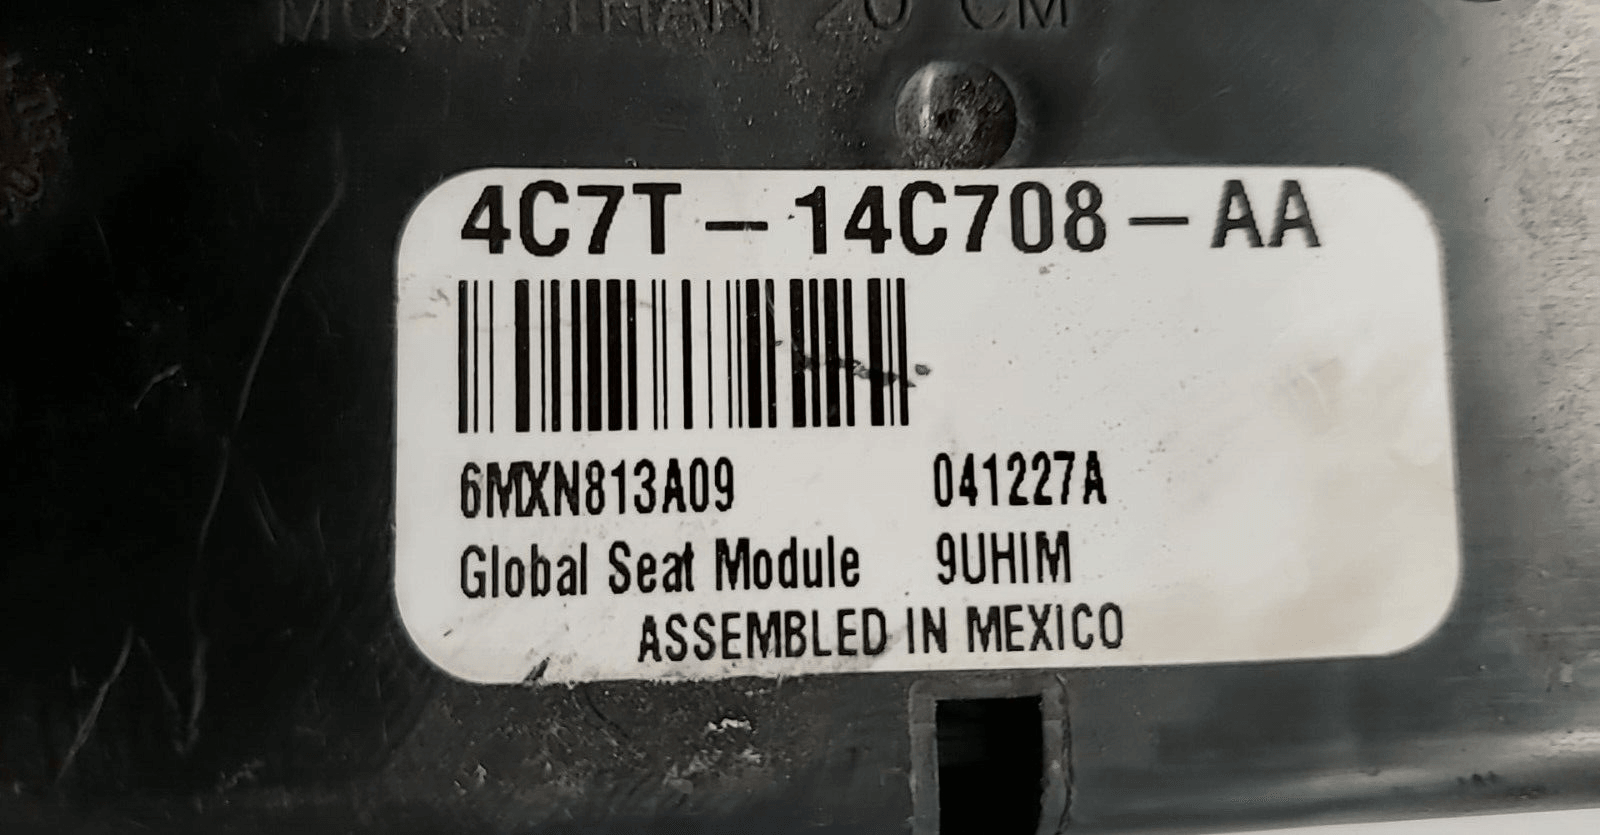 MORE THAN 20 CM
4C7T-14C708-AA
6MXN813A09 041227A
Global Seat Module 9UHIM
ASSEMBLED IN MEXICO